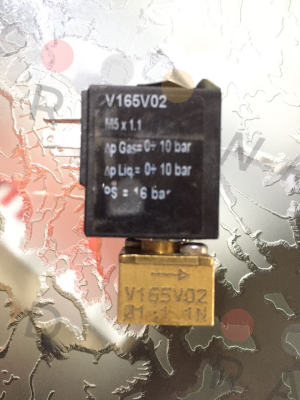 V165V02
M5 x 1.1
Δp Gas= 0÷ 10 bar
Δp Liq.= 0÷ 10 bar
PS = 16 bar
V165V02